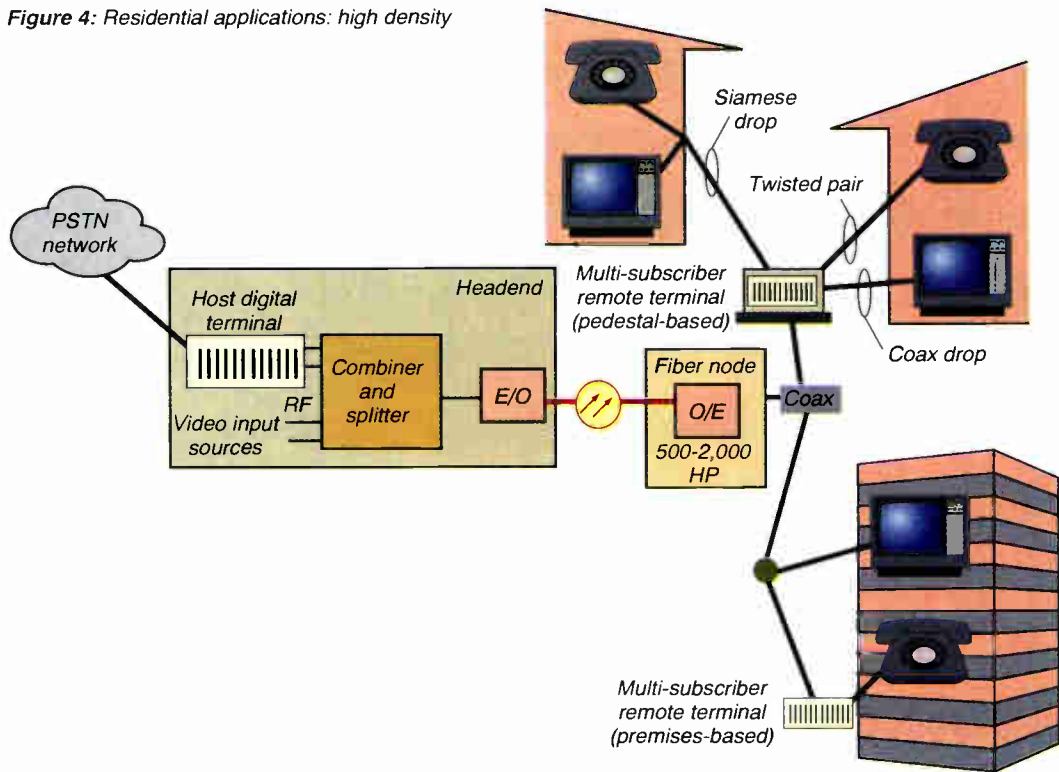 Figure 4: Residential applications: high density
Siamese
drop
Twisted pair
PSTN
network
Multi-subscriber
remote terminal
(pedestal-based)
Coax drop
Headend
Host digital
terminal
Combiner
and
splitter
RF
Video input
sources
E/O
Fiber node
O/E
500-2,000
HP
Coax
Multi-subscriber
remote terminal
(premises-based)